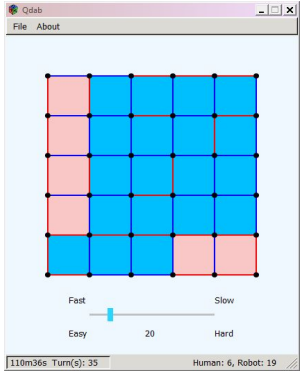 Qdab
File About
Fast Slow
Easy 20 Hard
110m36s Turn(s): 35 Human: 6, Robot: 19